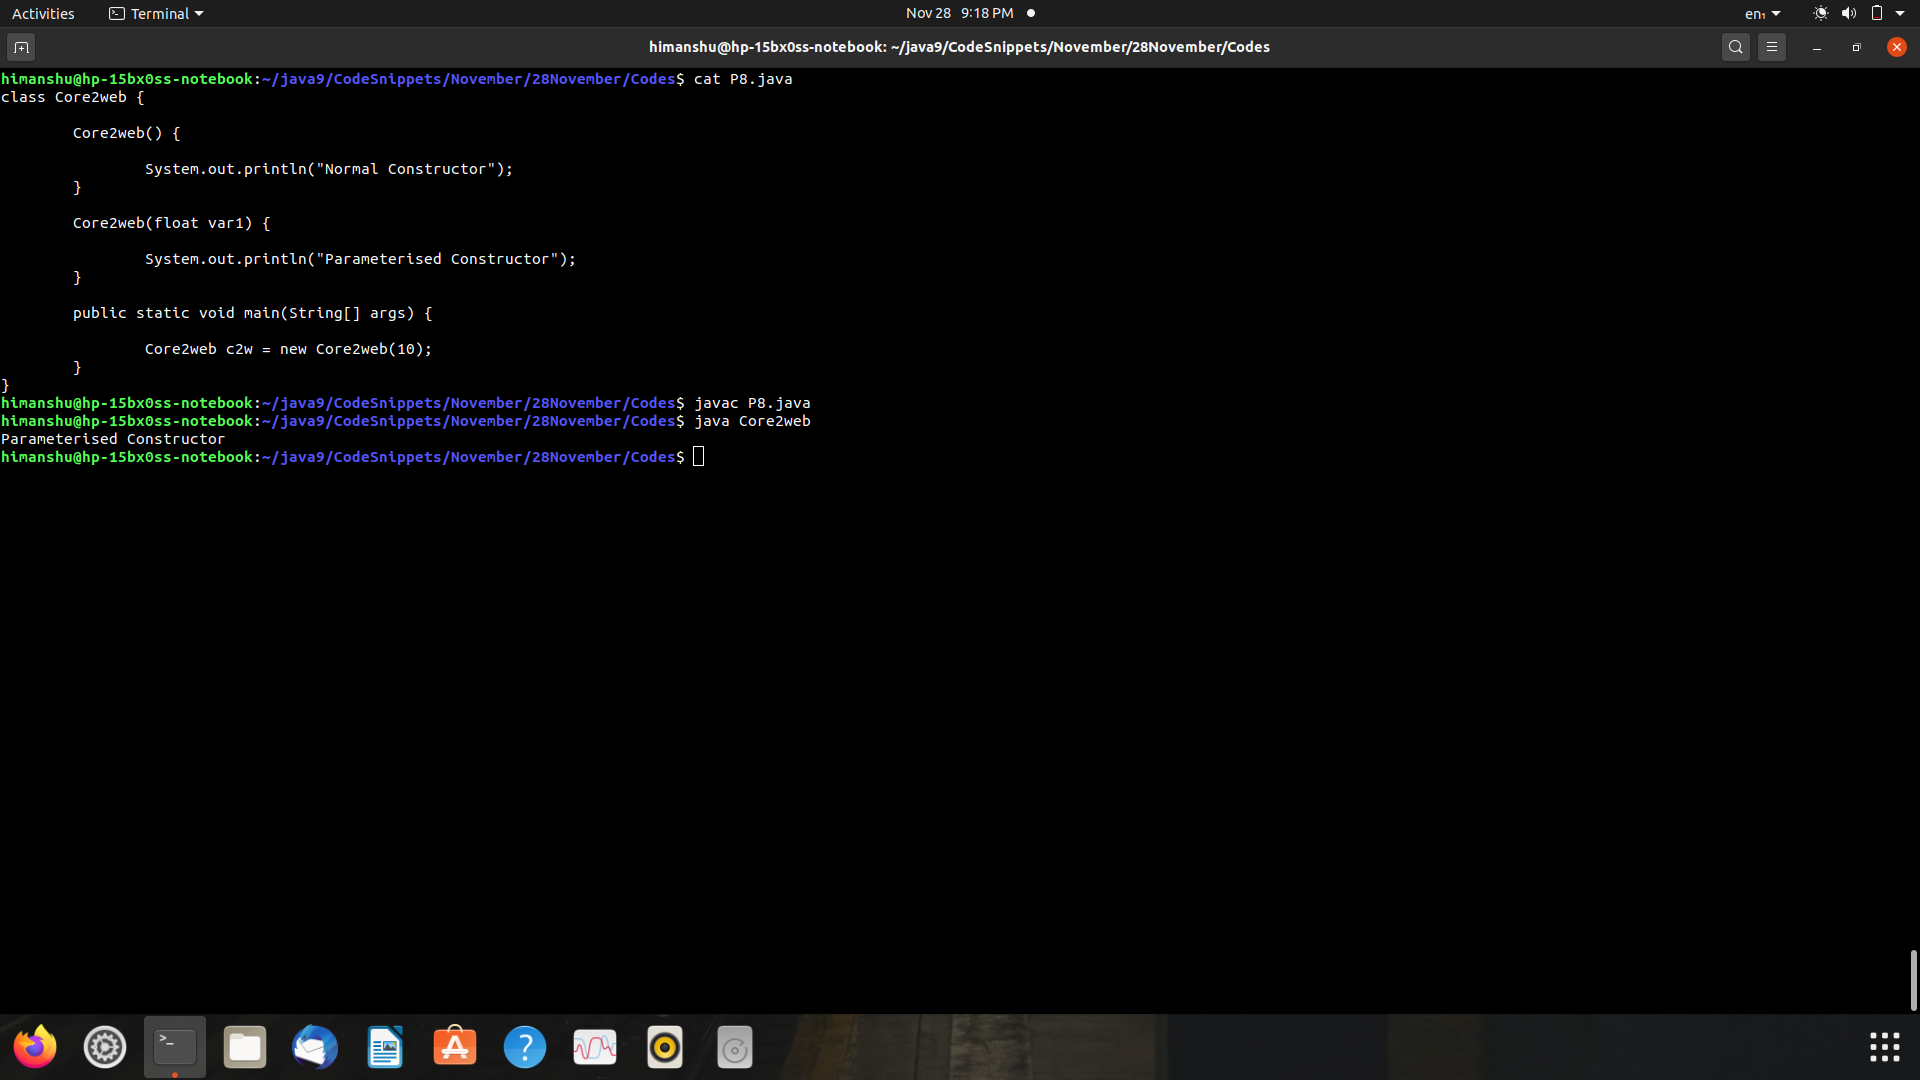 Activities Terminal Nov 28 9:18 PM en₁
himanshu@hp-15bx0ss-notebook: ~/java9/CodeSnippets/November/28November/Codes
himanshu@hp-15bx0ss-notebook:~/java9/CodeSnippets/November/28November/Codes$ cat P8.java
class Core2web {
Core2web() {
System.out.println("Normal Constructor");
}
Core2web(float var1) {
System.out.println("Parameterised Constructor");
}
public static void main(String[] args) {
Core2web c2w = new Core2web(10);
}
}
himanshu@hp-15bx0ss-notebook:~/java9/CodeSnippets/November/28November/Codes$ javac P8.java
himanshu@hp-15bx0ss-notebook:~/java9/CodeSnippets/November/28November/Codes$ java Core2web
Parameterised Constructor
himanshu@hp-15bx0ss-notebook:~/java9/CodeSnippets/November/28November/Codes$